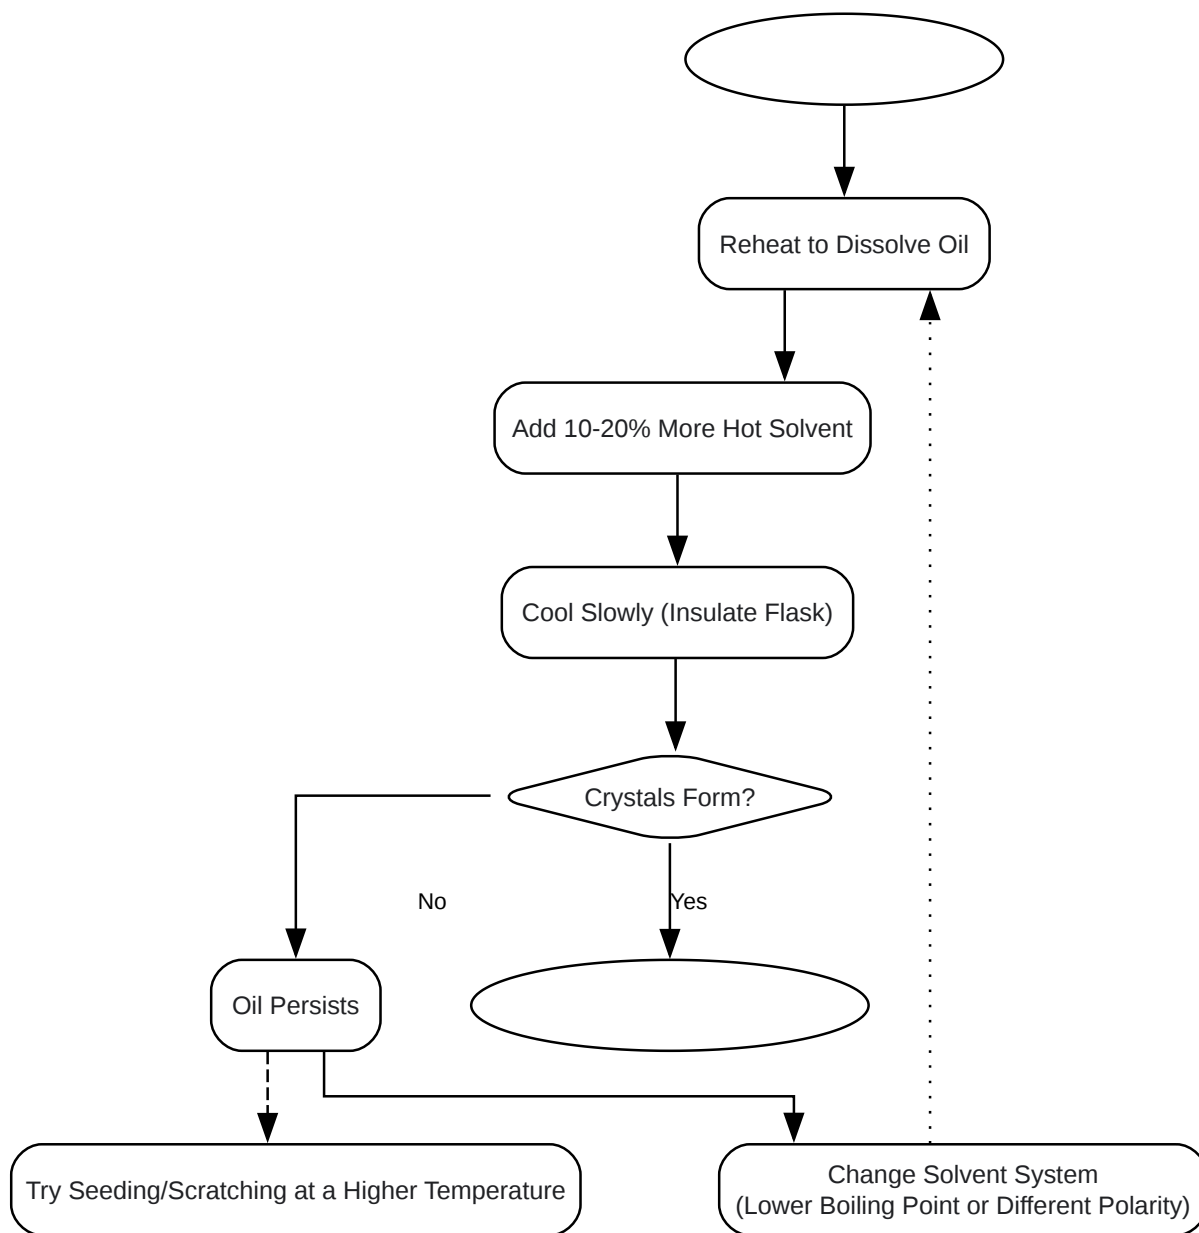 Reheat to Dissolve Oil
Add 10-20% More Hot Solvent
Cool Slowly (Insulate Flask)
Crystals Form?
No
Yes
Oil Persists
Try Seeding/Scratching at a Higher Temperature
Change Solvent System
(Lower Boiling Point or Different Polarity)